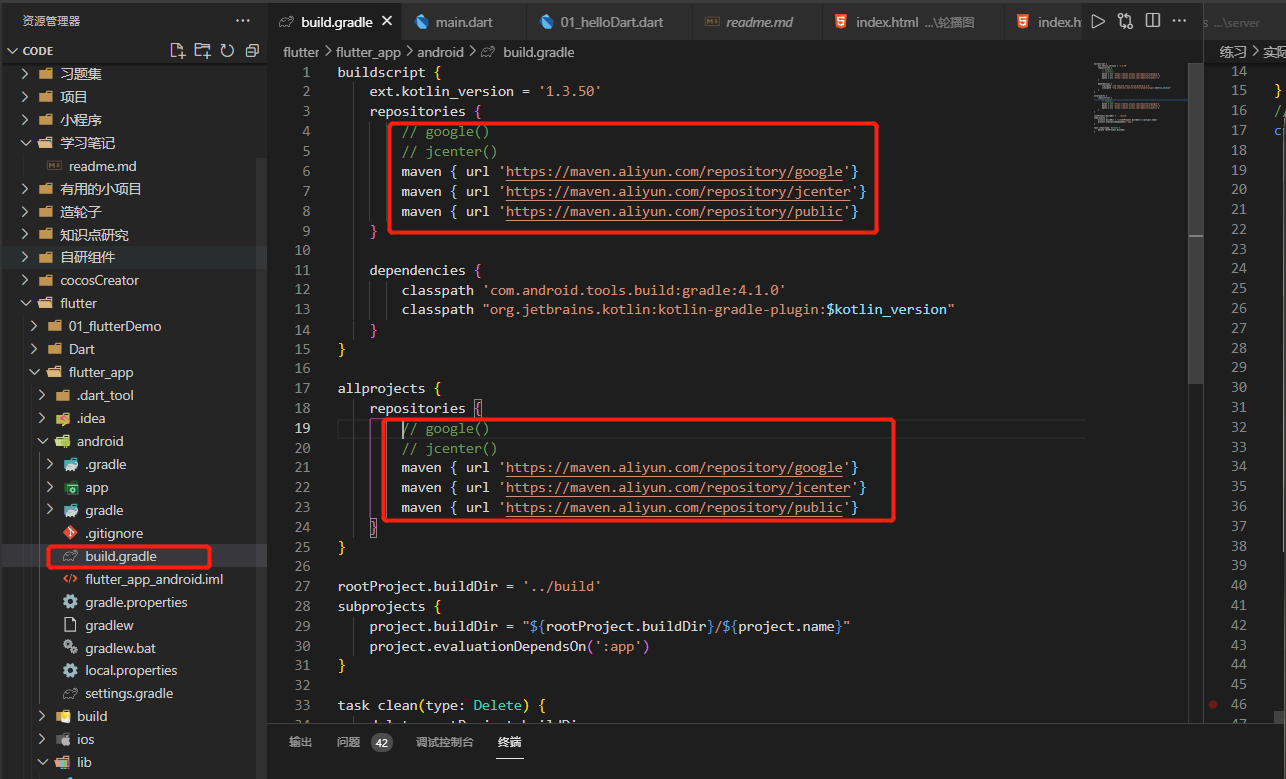 资源管理器
CODE
习题集
项目
小程序
学习笔记
readme.md
有用的小项目
造轮子
知识点研究
自研组件
cocosCreator
flutter
01_flutterDemo
Dart
flutter_app
.dart_tool
.idea
android
.gradle
app
gradle
.gitignore
build.gradle
flutter_app_android.iml
gradle.properties
gradlew
gradlew.bat
local.properties
settings.gradle
build
ios
lib
build.gradle
main.dart
01_helloDart.dart
readme.md
index.html ...\轮播图
index.h
s ...\server
flutter > flutter_app > android > build.gradle
练习 > 实际
1 buildscript {
2 ext.kotlin_version = '1.3.50'
3 repositories {
4 // google()
5 // jcenter()
6 maven { url 'https://maven.aliyun.com/repository/google'}
7 maven { url 'https://maven.aliyun.com/repository/jcenter'}
8 maven { url 'https://maven.aliyun.com/repository/public'}
9 }
10
11 dependencies {
12 classpath 'com.android.tools.build:gradle:4.1.0'
13 classpath "org.jetbrains.kotlin:kotlin-gradle-plugin:$kotlin_version"
14 }
15 }
16
17 allprojects {
18 repositories {
19 // google()
20 // jcenter()
21 maven { url 'https://maven.aliyun.com/repository/google'}
22 maven { url 'https://maven.aliyun.com/repository/jcenter'}
23 maven { url 'https://maven.aliyun.com/repository/public'}
24 }
25 }
26
27 rootProject.buildDir = '../build'
28 subprojects {
29 project.buildDir = "${rootProject.buildDir}/${project.name}"
30 project.evaluationDependsOn(':app')
31 }
32
33 task clean(type: Delete) {
14
15 }
16 //
17
18
19
20
21
22
23
24
25
26
27
28
29
30
31
32
33
34
35
36
37
38
39
40
41
42
43
44
45
46
47
输出
问题 42
调试控制台
终端